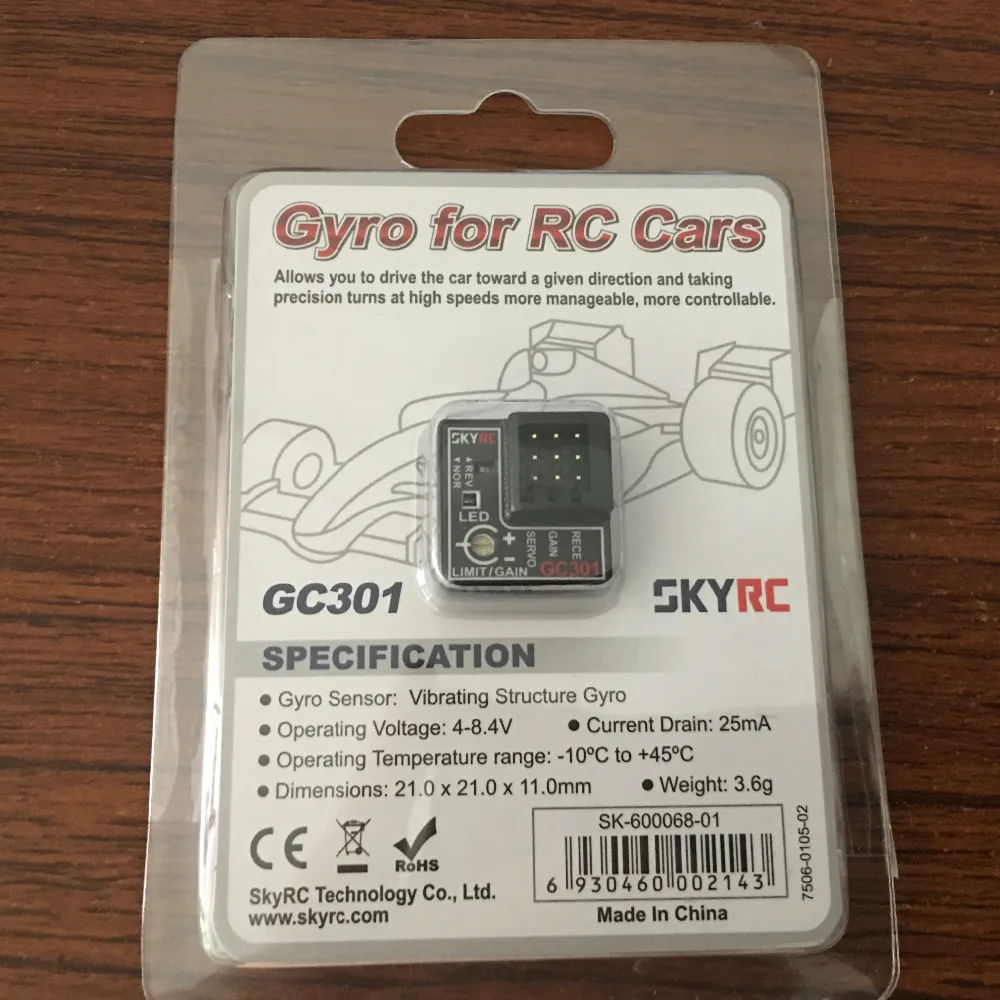 Gyro for RC Cars
Allows you to drive the car toward a given direction and taking
precision turns at high speeds more manageable, more controllable.
SKYRC
▲ REV
▼ NOR
LED
+
-
LIMIT/GAIN
SERVO
GAIN
RECE
GC301
GC301
SKYRC
SPECIFICATION
● Gyro Sensor: Vibrating Structure Gyro
● Operating Voltage: 4-8.4V ● Current Drain: 25mA
● Operating Temperature range: -10ºC to +45ºC
● Dimensions: 21.0 x 21.0 x 11.0mm ● Weight: 3.6g
CE
RoHS
SkyRC Technology Co., Ltd.
www.skyrc.com
SK-600068-01
6 930460 002143
Made In China
7506-0105-02